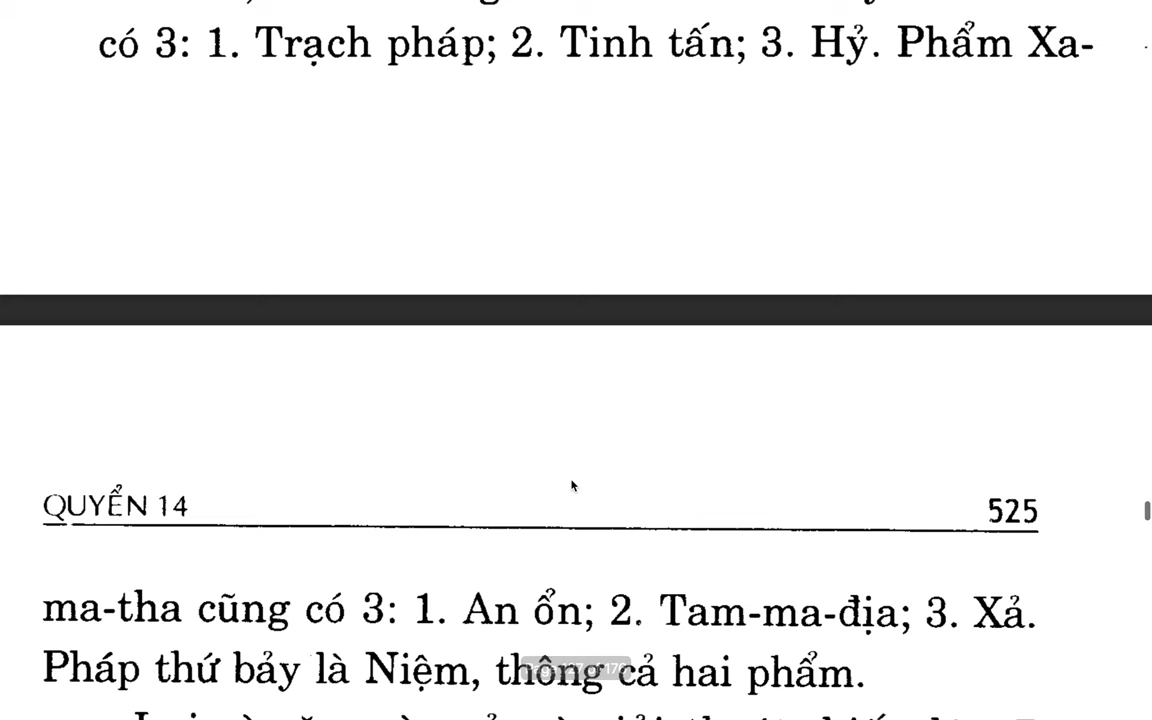 có 3: 1. Trạch pháp; 2. Tinh tấn; 3. Hỷ. Phẩm Xa-
QUYỂN 14
525
ma-tha cũng có 3: 1. An ổn; 2. Tam-ma-địa; 3. Xả.
Pháp thứ bảy là Niệm, thông cả hai phẩm.